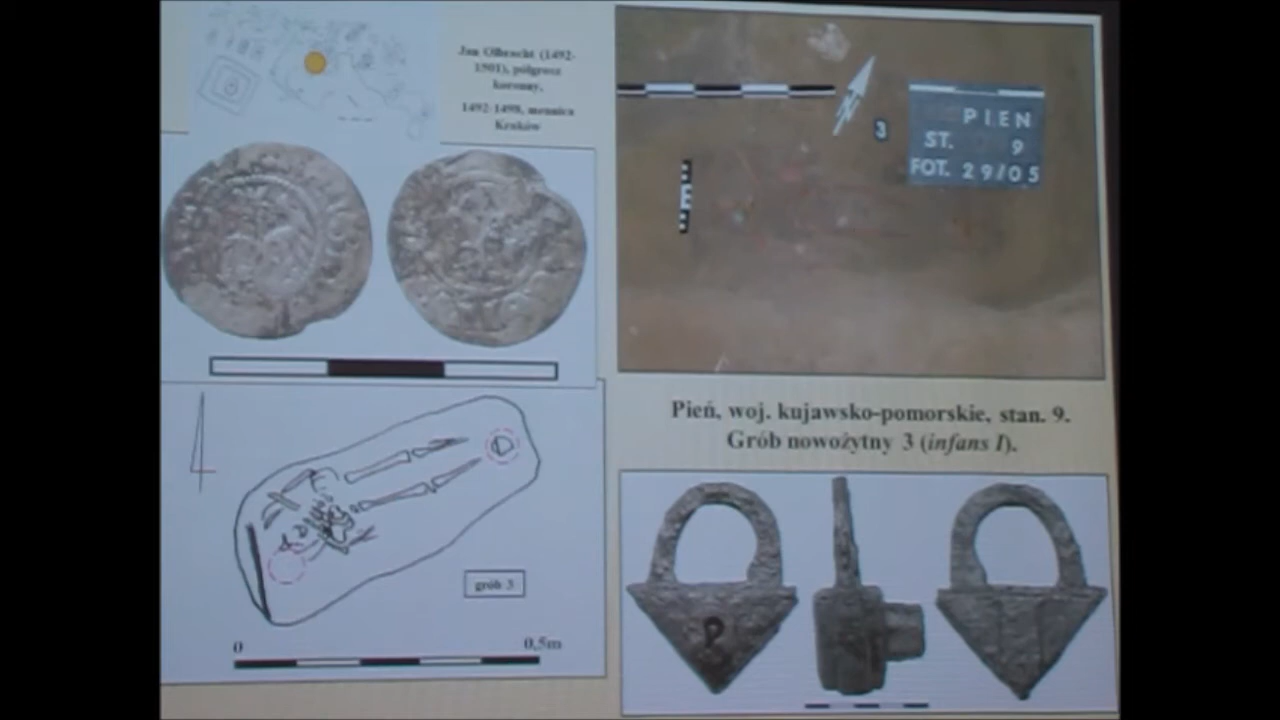 Jan Olbracht (1492-
1501), półgrosz
koronny,
1492-1498, mennica
Kraków
3
PIEN
ST. 9
FOT. 29/05
Pień, woj. kujawsko-pomorskie, stan. 9.
Grób nowożytny 3 (infans I).
grób 3
0 0,5m